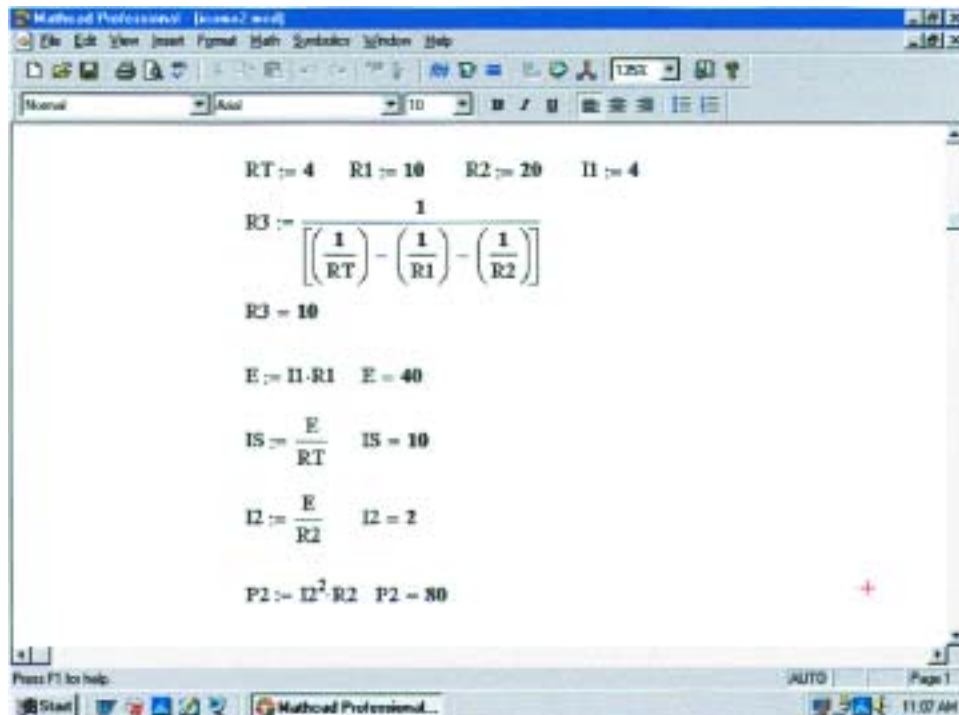 Mathcad Professional
File Edit View Insert Format Math Symbolics Window Help
Normal Arial 10
RT := 4 R1 := 10 R2 := 20 I1 := 4
R3 := 1 / [(1/RT) - (1/R1) - (1/R2)]
R3 = 10
E := I1·R1 E = 40
IS := E/RT IS = 10
I2 := E/R2 I2 = 2
P2 := I2²·R2 P2 = 80
Press F1 for help. AUTO Page 1
Start Mathcad Professional... 11:07 AM